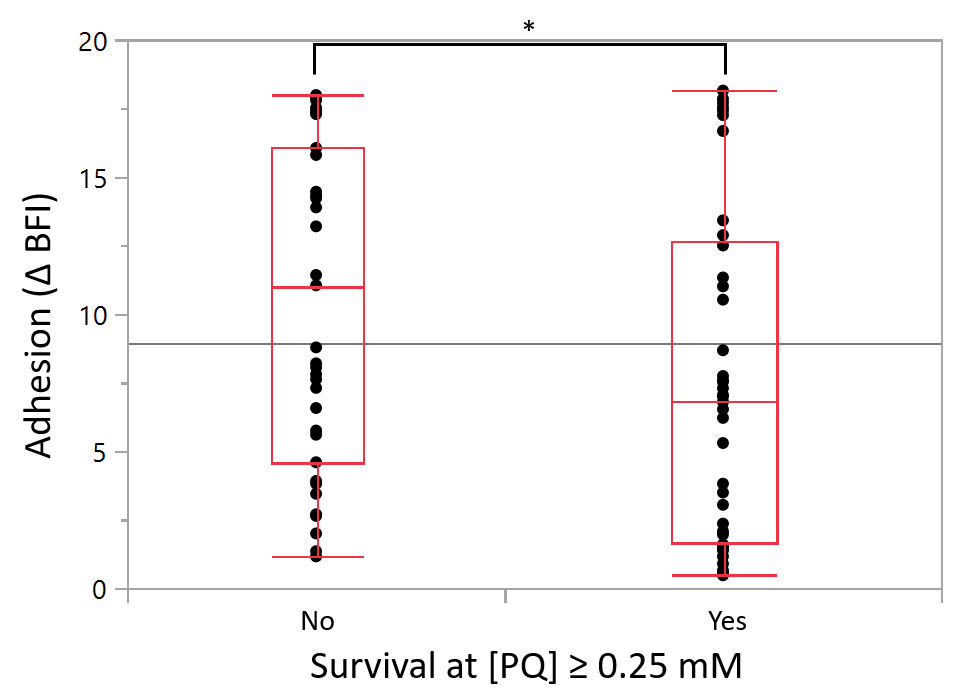 *
20
15
10
5
0
Adhesion (Δ BFI)
No
Yes
Survival at [PQ] ≥ 0.25 mM